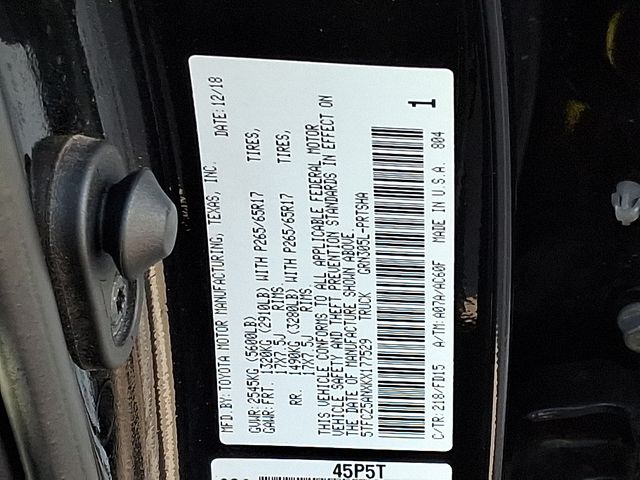 MFD.BY: TOYOTA MOTOR MANUFACTURING, TEXAS, INC. DATE: 12/18
GVWR: 2545KG (5600LB)
GAWR: FRT. 1320KG (2910LB) WITH P265/65R17 TIRES,
17X7.5J RIMS
RR. 1490KG (3280LB) WITH P265/65R17 TIRES,
17X7.5J RIMS
THIS VEHICLE CONFORMS TO ALL APPLICABLE FEDERAL MOTOR
VEHICLE SAFETY AND THEFT PREVENTION STANDARDS IN EFFECT ON
THE DATE OF MANUFACTURE SHOWN ABOVE.
TRUCK GRN305L-PRTSHA
C/TR: 218/FD15 A/TM: A07A/AC60F MADE IN U.S.A. 804
1
45P5T